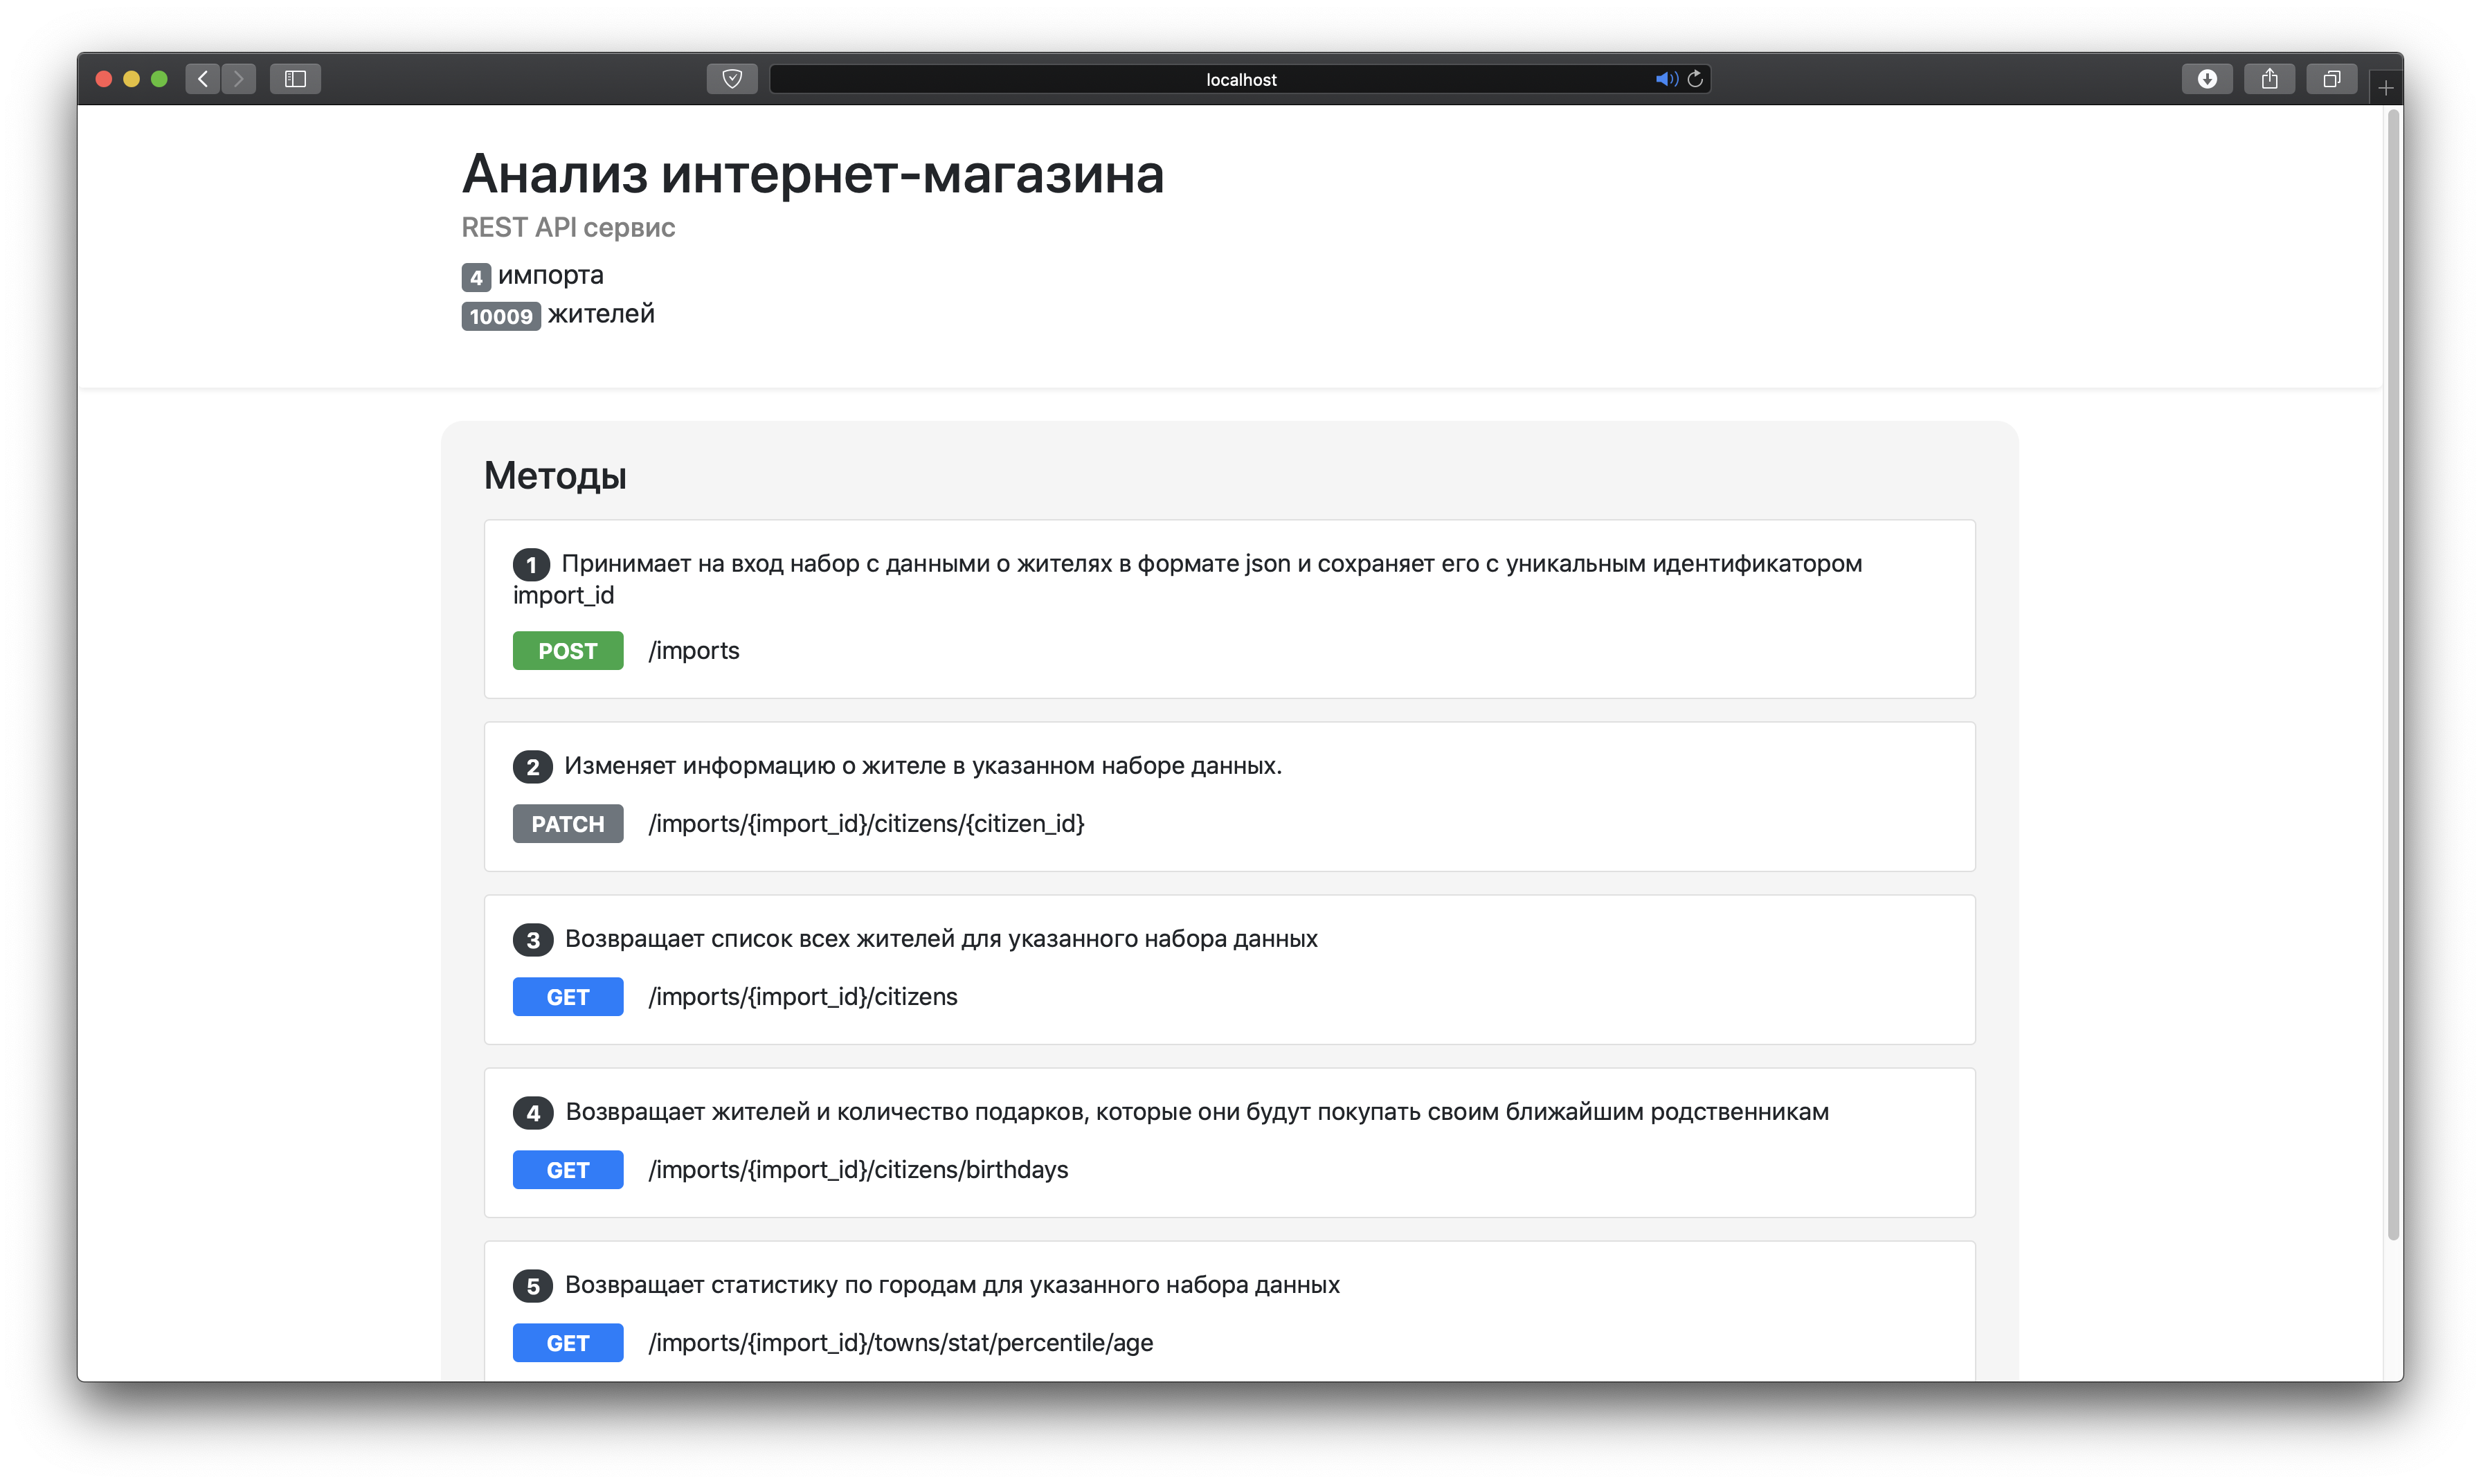 localhost
Анализ интернет-магазина
REST API сервис
4 импорта
10009 жителей
Методы
1 Принимает на вход набор с данными о жителях в формате json и сохраняет его с уникальным идентификатором
import_id
POST /imports
2 Изменяет информацию о жителе в указанном наборе данных.
PATCH /imports/{import_id}/citizens/{citizen_id}
3 Возвращает список всех жителей для указанного набора данных
GET /imports/{import_id}/citizens
4 Возвращает жителей и количество подарков, которые они будут покупать своим ближайшим родственникам
GET /imports/{import_id}/citizens/birthdays
5 Возвращает статистику по городам для указанного набора данных
GET /imports/{import_id}/towns/stat/percentile/age